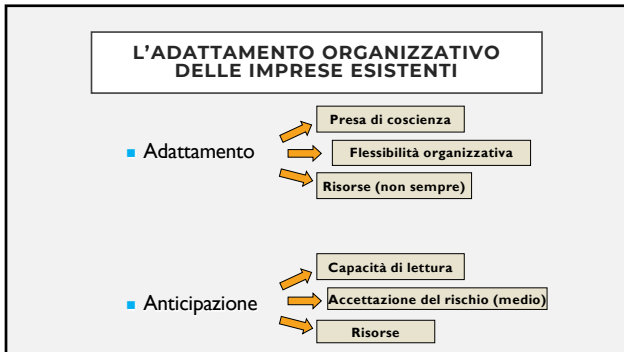 L'ADATTAMENTO ORGANIZZATIVO
DELLE IMPRESE ESISTENTI
Presa di coscienza
Adattamento
Flessibilità organizzativa
Risorse (non sempre)
Capacità di lettura
Anticipazione
Accettazione del rischio (medio)
Risorse